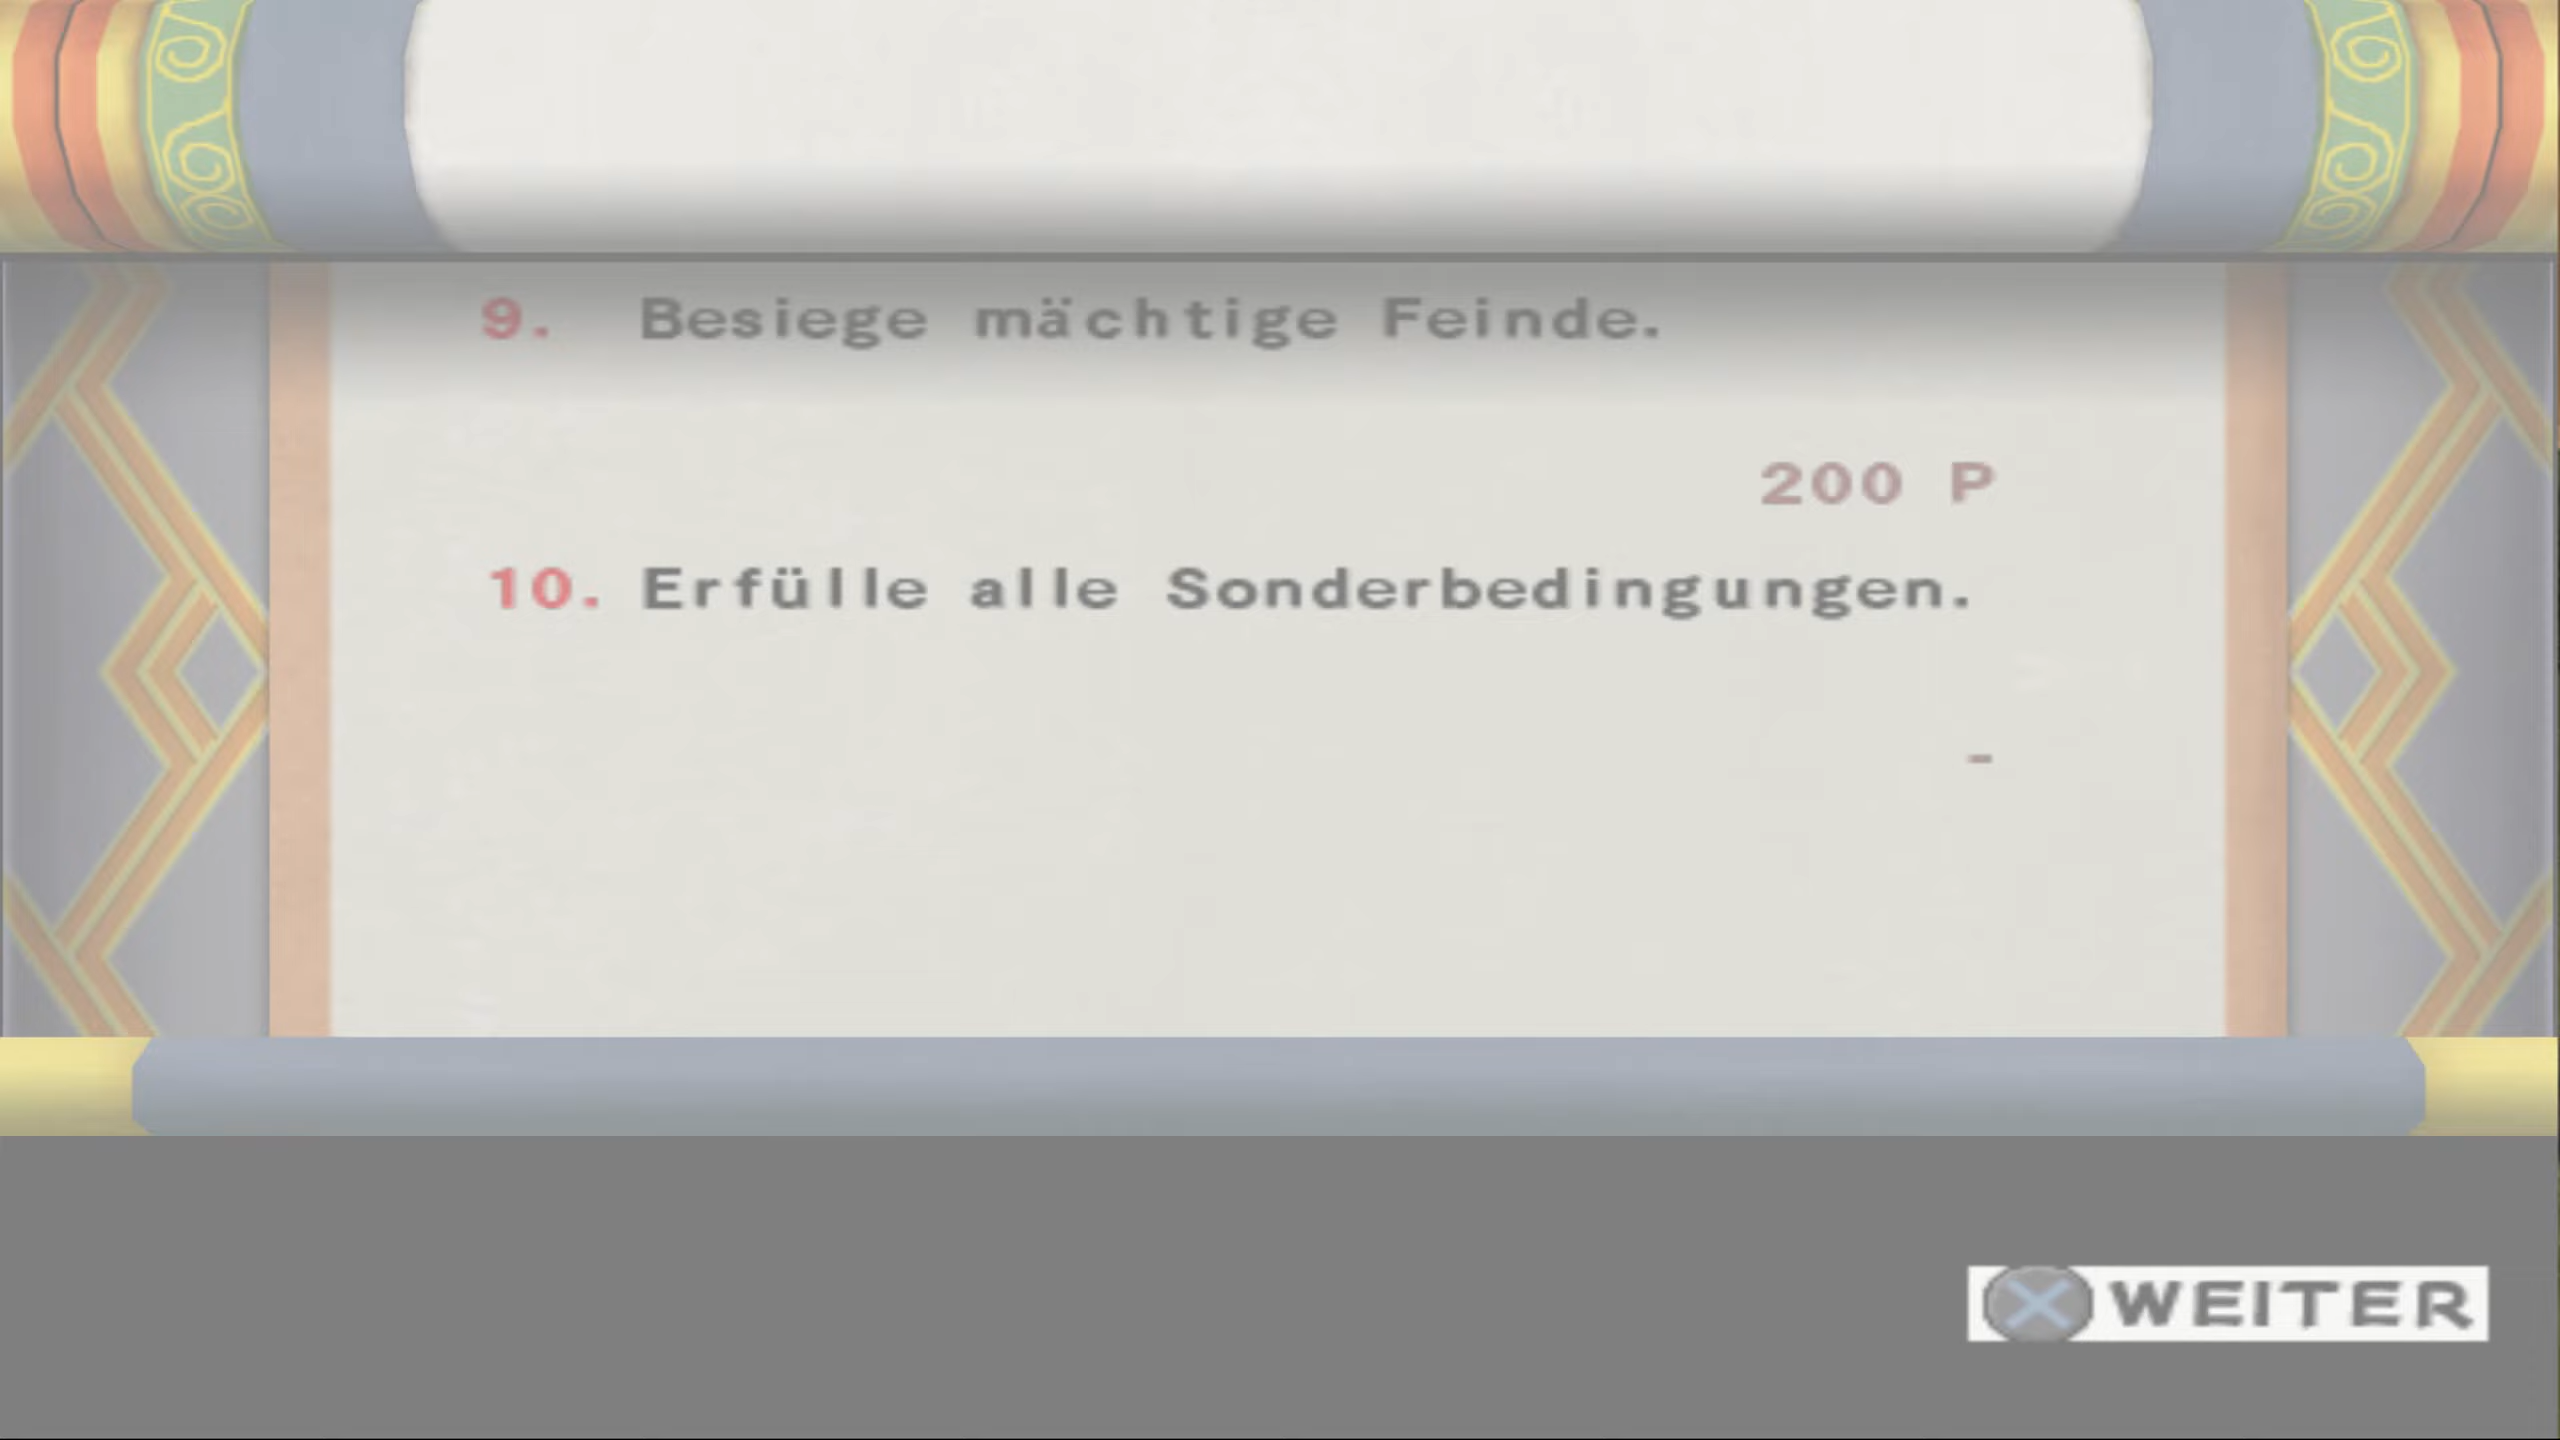 9. Besiege mächtige Feinde.
200 P
10. Erfülle alle Sonderbedingungen.
-
WEITER